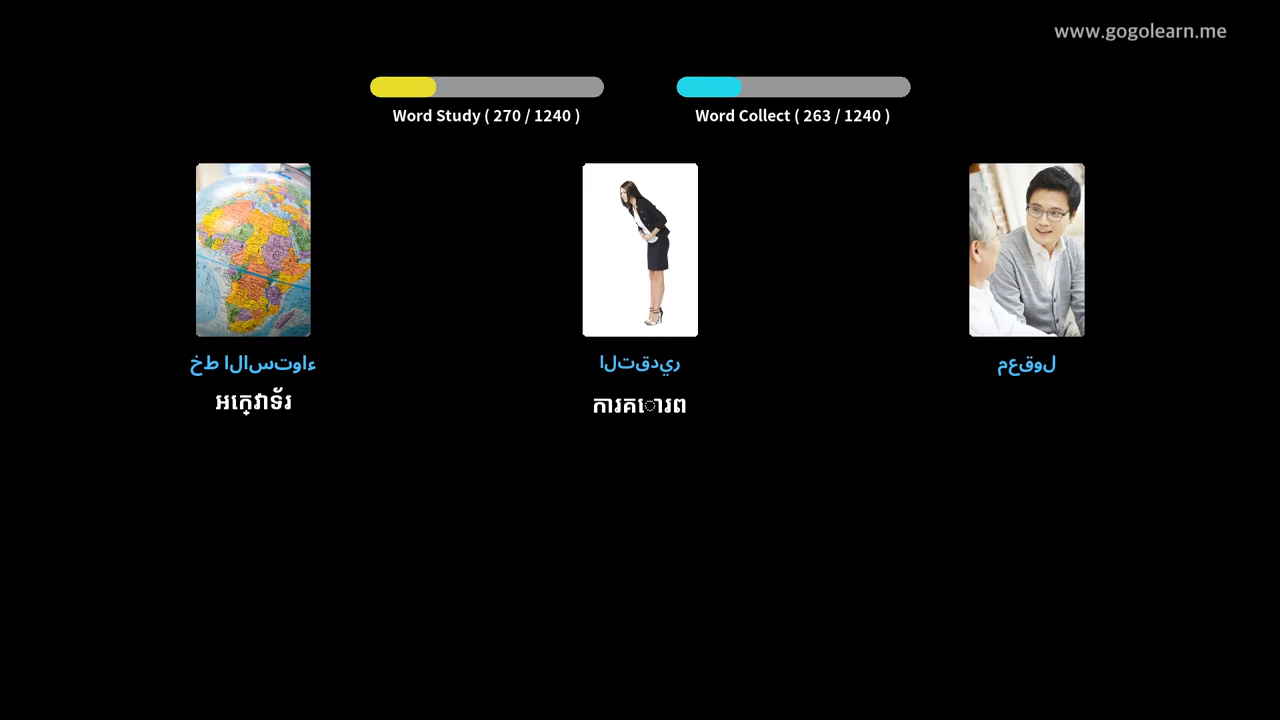 www.gogolearn.me
Word Study ( 270 / 1240 )
Word Collect ( 263 / 1240 )
خط الاستواء
التقدير
معقول
អេក្វាទ័រ
ការគោរព